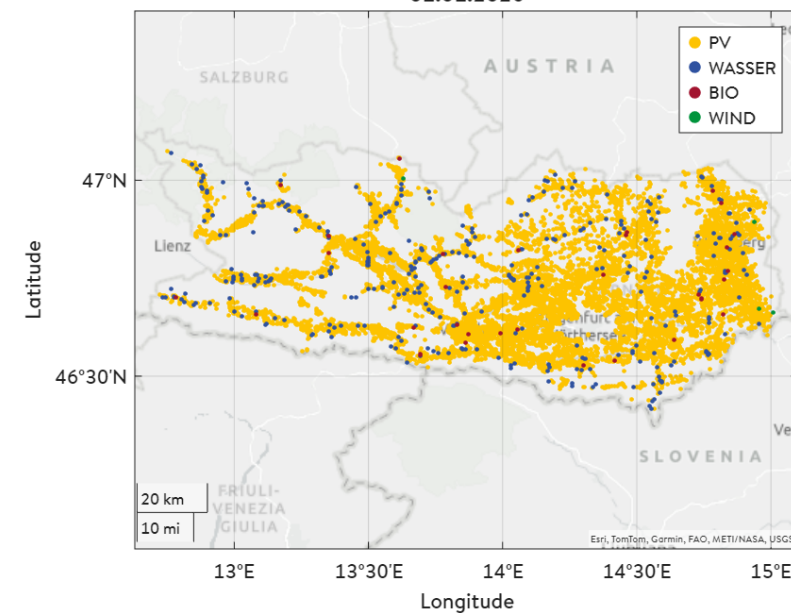 PV
WASSER
BIO
WIND
SALZBURG
AUSTRIA
47°N
Lienz
Latitude
46°30'N
SLOVENIA
20 km
10 mi
FRIULI-
VENEZIA
GIULIA
Esri, TomTom, Garmin, FAO, METI/NASA, USGS
13°E
13°30'E
14°E
14°30'E
15°E
Longitude